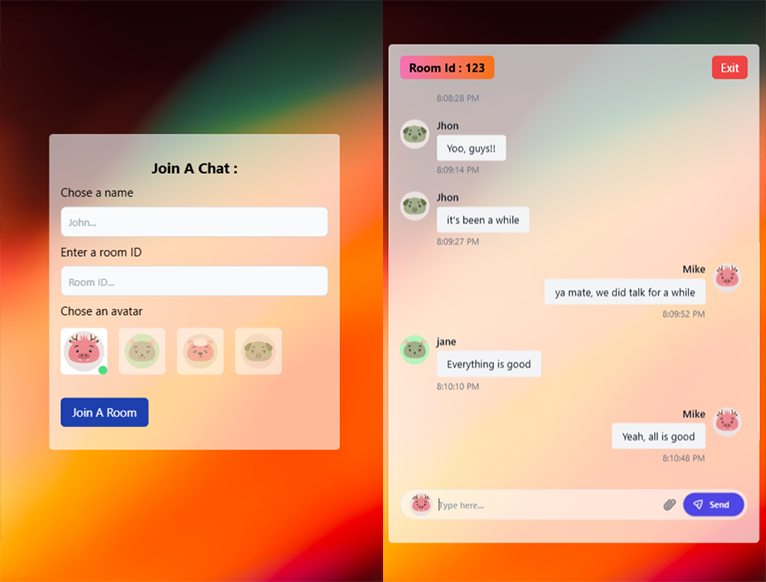 Join A Chat :
Chose a name
John...
Enter a room ID
Room ID...
Chose an avatar
Join A Room
Room Id : 123
Exit
8:08:28 PM
Jhon
Yoo, guys!!
8:09:14 PM
Jhon
it's been a while
8:09:27 PM
Mike
ya mate, we did talk for a while
8:09:52 PM
jane
Everything is good
8:10:10 PM
Mike
Yeah, all is good
8:10:48 PM
Type here...
Send